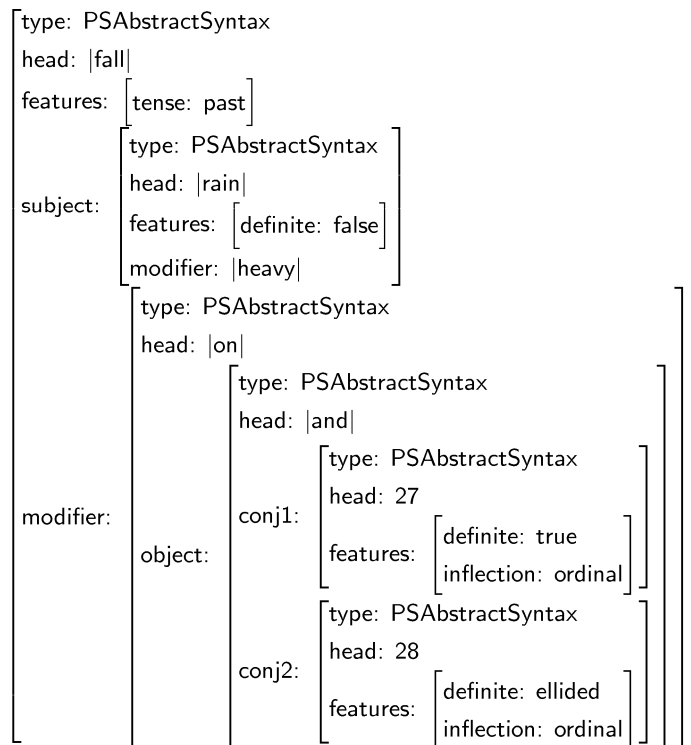 type: PSAbstractSyntax
head: |fall|
features: [tense: past]
subject:
type: PSAbstractSyntax
head: |rain|
features: [definite: false]
modifier: |heavy|
modifier:
type: PSAbstractSyntax
head: |on|
object:
type: PSAbstractSyntax
head: |and|
conj1:
type: PSAbstractSyntax
head: 27
features:
definite: true
inflection: ordinal
conj2:
type: PSAbstractSyntax
head: 28
features:
definite: ellided
inflection: ordinal